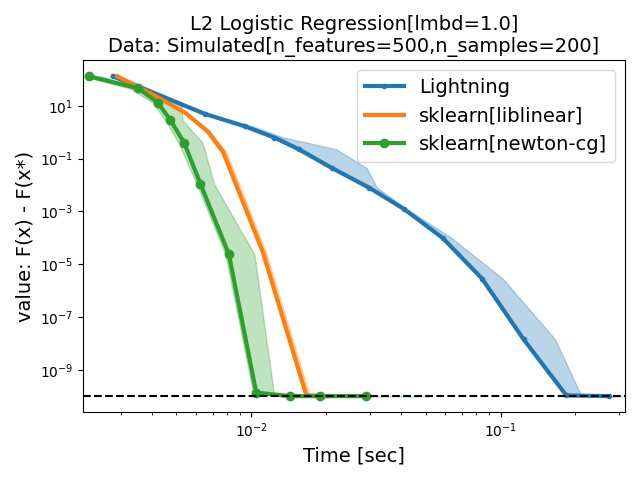 L2 Logistic Regression[lmbd=1.0]
Data: Simulated[n_features=500,n_samples=200]
Lightning
sklearn[liblinear]
sklearn[newton-cg]
value: F(x) - F(x*)
10¹
10⁻¹
10⁻³
10⁻⁵
10⁻⁷
10⁻⁹
10⁻²
10⁻¹
Time [sec]